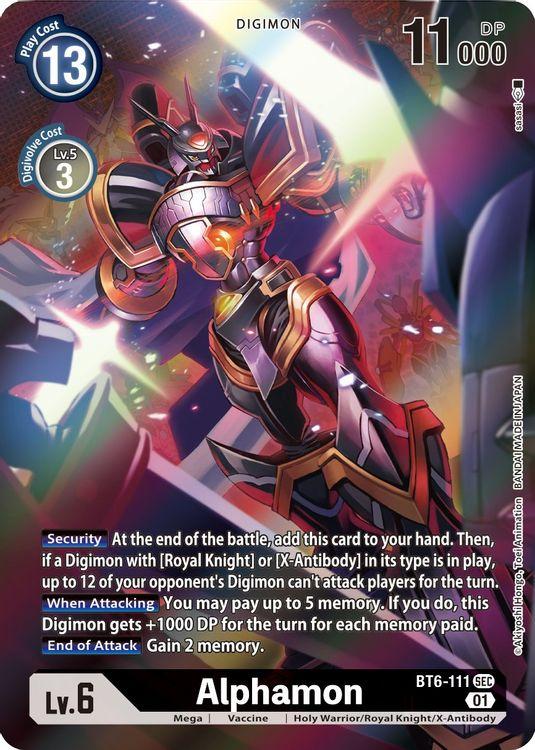 Play Cost
13
DIGIMON
DP
11000
Digivolve Cost
Lv.5
3
sasasi
©Akiyoshi Hongo, Toei Animation BANDAI MADE IN JAPAN
Security At the end of the battle, add this card to your hand. Then,
if a Digimon with [Royal Knight] or [X-Antibody] in its type is in play,
up to 12 of your opponent's Digimon can't attack players for the turn.
When Attacking You may pay up to 5 memory. If you do, this
Digimon gets +1000 DP for the turn for each memory paid.
End of Attack Gain 2 memory.
BT6-111 SEC
Lv.6
Alphamon
01
Mega | Vaccine | Holy Warrior/Royal Knight/X-Antibody